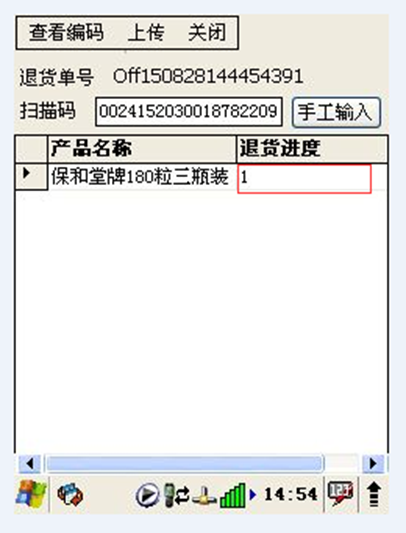 查看编码 上传 关闭
退货单号 Off150828144454391
扫描码 0024152030018782209 手工输入
产品名称 退货进度
保和堂牌180粒三瓶装 1
14:54